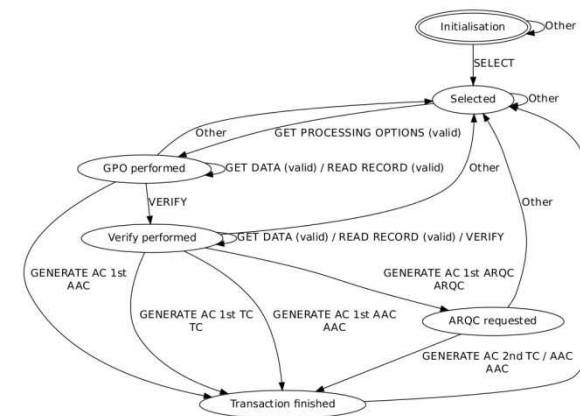 Initialisation
Other
SELECT
Selected
Other
Other
GET PROCESSING OPTIONS (valid)
GPO performed
GET DATA (valid) / READ RECORD (valid)
Other
VERIFY
Other
Verify performed
GET DATA (valid) / READ RECORD (valid) / VERIFY
GENERATE AC 1st
AAC
GENERATE AC 1st TC
TC
GENERATE AC 1st AAC
AAC
GENERATE AC 1st ARQC
ARQC
ARQC requested
GENERATE AC 2nd TC / AAC
AAC
Transaction finished